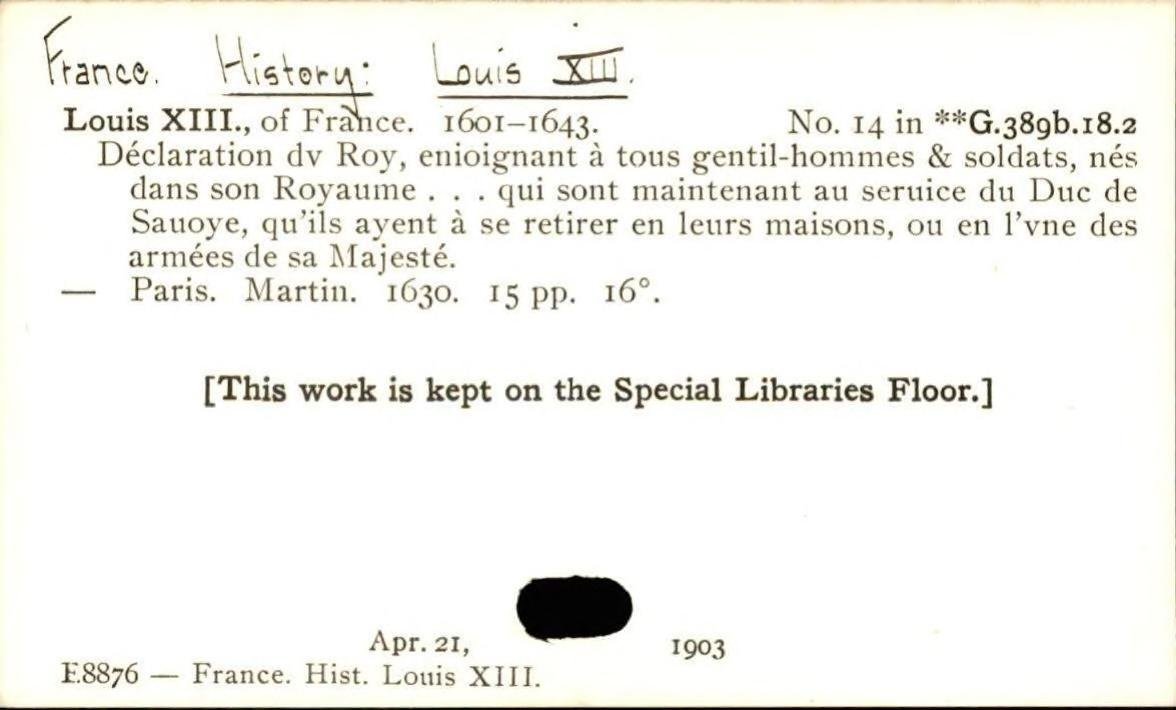 France. History: Louis XIII.
Louis XIII., of France. 1601–1643. No. 14 in **G.389b.18.2
Déclaration dv Roy, enioignant à tous gentil-hommes & soldats, nés
dans son Royaume . . . qui sont maintenant au seruice du Duc de
Sauoye, qu'ils ayent à se retirer en leurs maisons, ou en l'vne des
armées de sa Majesté.
— Paris. Martin. 1630. 15 pp. 16°.
[This work is kept on the Special Libraries Floor.]
Apr. 21, 1903
E8876 — France. Hist. Louis XIII.